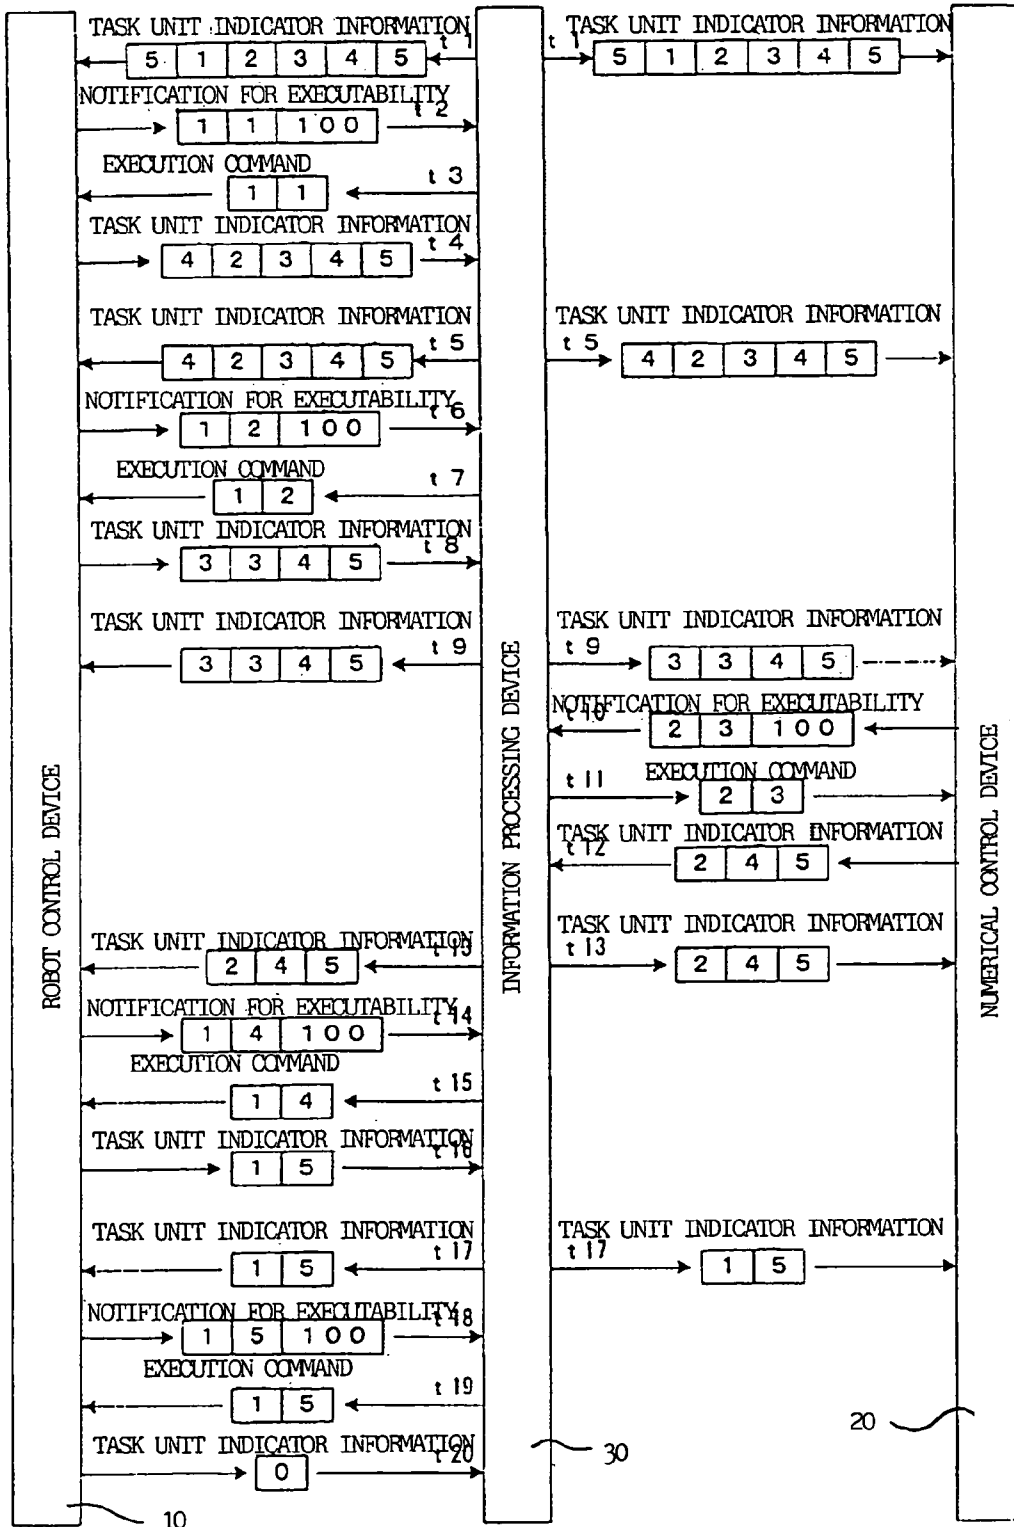 TASK UNIT INDICATOR INFORMATION
t 1
5 1 2 3 4 5
TASK UNIT INDICATOR INFORMATION
t 1
5 1 2 3 4 5
NOTIFICATION FOR EXECUTABILITY
t 2
1 1 100
EXECUTION COMMAND
t 3
1 1
TASK UNIT INDICATOR INFORMATION
t 4
4 2 3 4 5
TASK UNIT INDICATOR INFORMATION
t 5
4 2 3 4 5
TASK UNIT INDICATOR INFORMATION
t 5
4 2 3 4 5
NOTIFICATION FOR EXECUTABILITY
t 6
1 2 100
EXECUTION COMMAND
t 7
1 2
TASK UNIT INDICATOR INFORMATION
t 8
3 3 4 5
TASK UNIT INDICATOR INFORMATION
t 9
3 3 4 5
TASK UNIT INDICATOR INFORMATION
t 9
3 3 4 5
NOTIFICATION FOR EXECUTABILITY
t 10
2 3 100
EXECUTION COMMAND
t 11
2 3
TASK UNIT INDICATOR INFORMATION
t 12
2 4 5
TASK UNIT INDICATOR INFORMATION
t 13
2 4 5
TASK UNIT INDICATOR INFORMATION
t 13
2 4 5
NOTIFICATION FOR EXECUTABILITY
t 14
1 4 100
EXECUTION COMMAND
t 15
1 4
TASK UNIT INDICATOR INFORMATION
t 16
1 5
TASK UNIT INDICATOR INFORMATION
t 17
1 5
TASK UNIT INDICATOR INFORMATION
t 17
1 5
NOTIFICATION FOR EXECUTABILITY
t 18
1 5 100
EXECUTION COMMAND
t 19
1 5
TASK UNIT INDICATOR INFORMATION
t 20
0
ROBOT CONTROL DEVICE
INFORMATION PROCESSING DEVICE
NUMERICAL CONTROL DEVICE
10
30
20